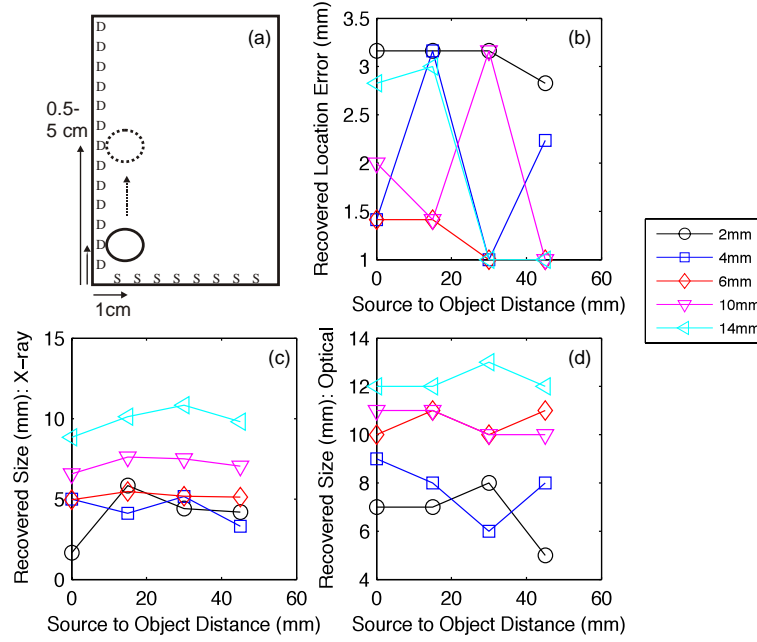 (a)
D
D
D
D
D
D
D
D
D
D
D
D
D
S S S S S S S S
0.5-
5 cm
1cm
(b)
Recovered Location Error (mm)
3.5
3
2.5
2
1.5
1
0 20 40 60
Source to Object Distance (mm)
2mm
4mm
6mm
10mm
14mm
(c)
Recovered Size (mm): X-ray
15
10
5
0
0 20 40 60
Source to Object Distance (mm)
(d)
Recovered Size (mm): Optical
14
12
10
8
6
4
0 20 40 60
Source to Object Distance (mm)